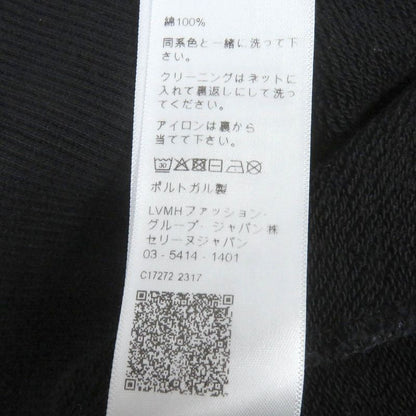 綿100%
同系色と一緒に洗って下
さい。
クリーニングはネットに
入れて裏返しにして洗っ
てください。
アイロンは裏から
当てて下さい。
30
ポルトガル製
LVMHファッション・
グループ・ジャパン㈱
セリーヌジャパン
03 - 5414 - 1401
C17272 2317